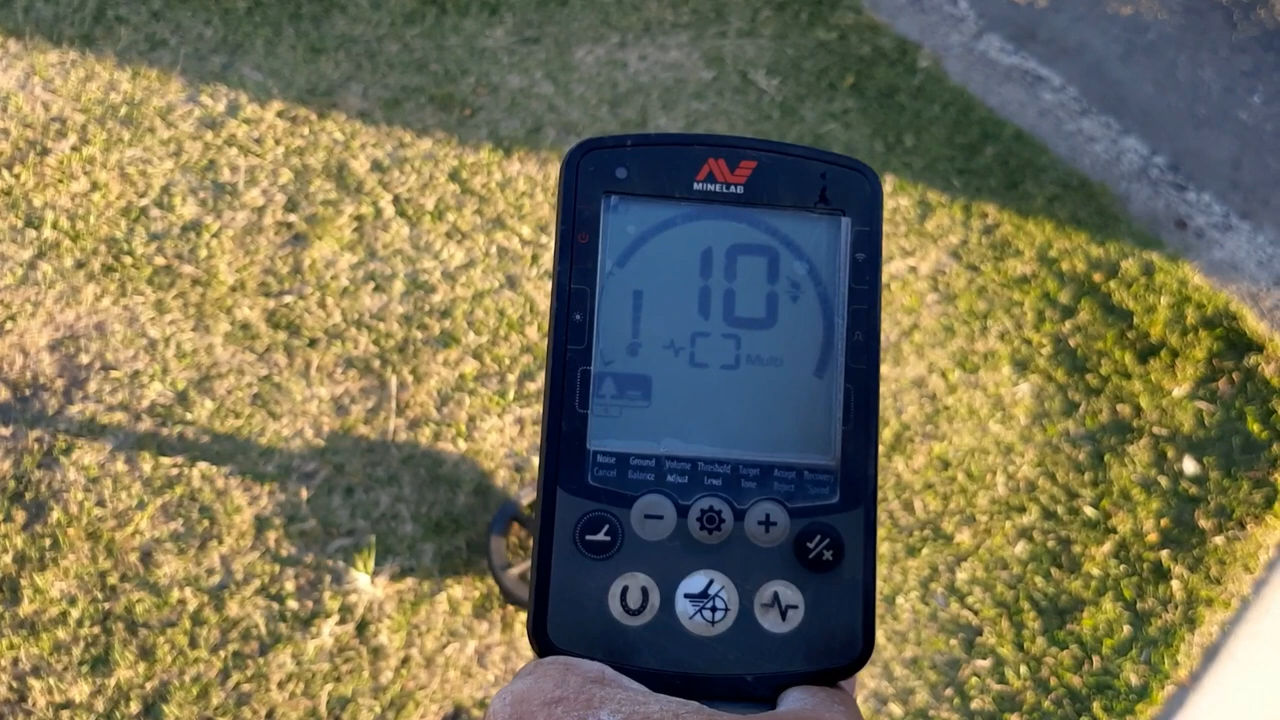 MINELAB
10
Multi
Noise Cancel
Ground Balance
Volume Adjust
Threshold Level
Target Tone
Accept Reject
Recovery Speed